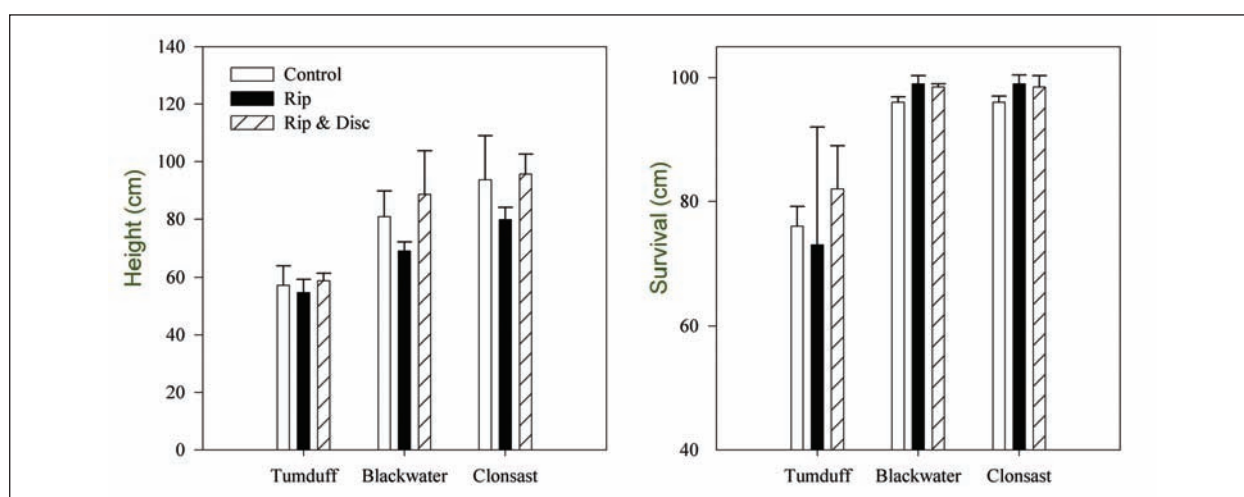 140
120
100
80
60
40
20
0
Height (cm)
Control
Rip
Rip & Disc
Tumduff
Blackwater
Clonsast
100
80
60
40
Survival (cm)
Tumduff
Blackwater
Clonsast